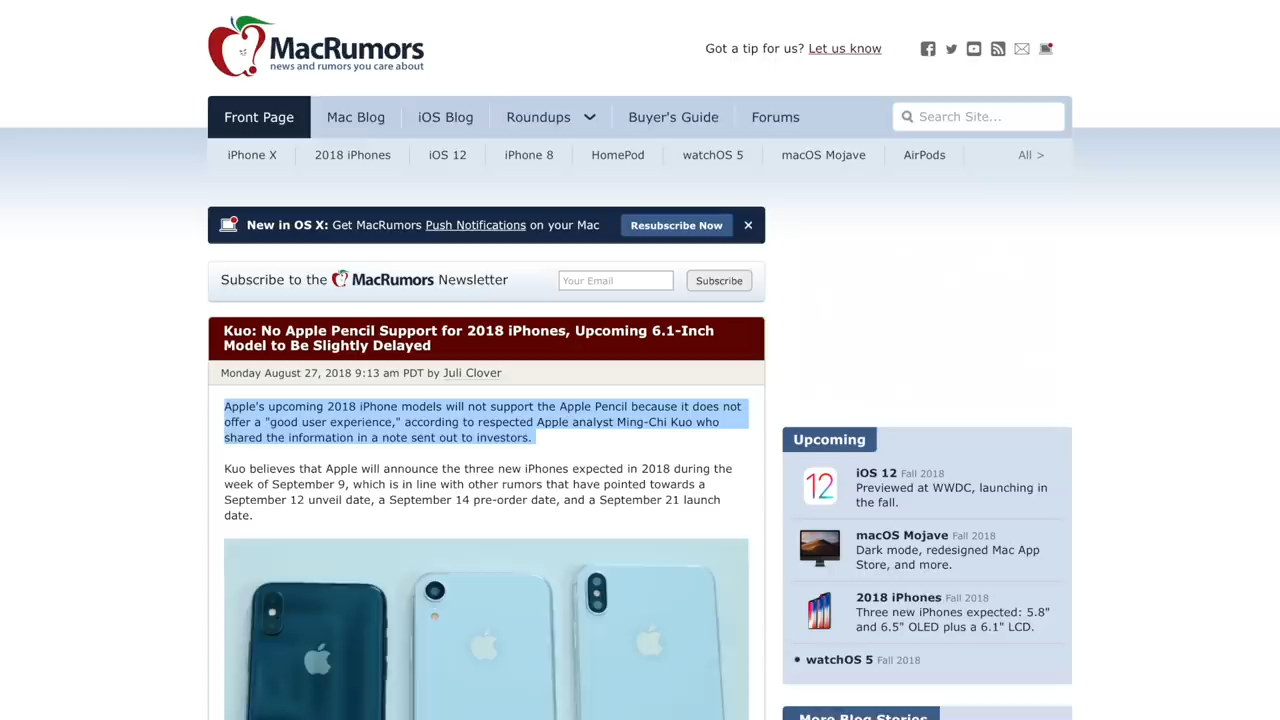 MacRumors
news and rumors you care about
Got a tip for us? Let us know
Front Page Mac Blog iOS Blog Roundups Buyer's Guide Forums Search Site...
iPhone X 2018 iPhones iOS 12 iPhone 8 HomePod watchOS 5 macOS Mojave AirPods All >
New in OS X: Get MacRumors Push Notifications on your Mac Resubscribe Now ×
Subscribe to the MacRumors Newsletter Your Email Subscribe
Kuo: No Apple Pencil Support for 2018 iPhones, Upcoming 6.1-Inch
Model to Be Slightly Delayed
Monday August 27, 2018 9:13 am PDT by Juli Clover
Apple's upcoming 2018 iPhone models will not support the Apple Pencil because it does not
offer a "good user experience," according to respected Apple analyst Ming-Chi Kuo who
shared the information in a note sent out to investors.
Kuo believes that Apple will announce the three new iPhones expected in 2018 during the
week of September 9, which is in line with other rumors that have pointed towards a
September 12 unveil date, a September 14 pre-order date, and a September 21 launch
date.
Upcoming
12
iOS 12 Fall 2018
Previewed at WWDC, launching in
the fall.
macOS Mojave Fall 2018
Dark mode, redesigned Mac App
Store, and more.
2018 iPhones Fall 2018
Three new iPhones expected: 5.8"
and 6.5" OLED plus a 6.1" LCD.
• watchOS 5 Fall 2018
More Blog Stories